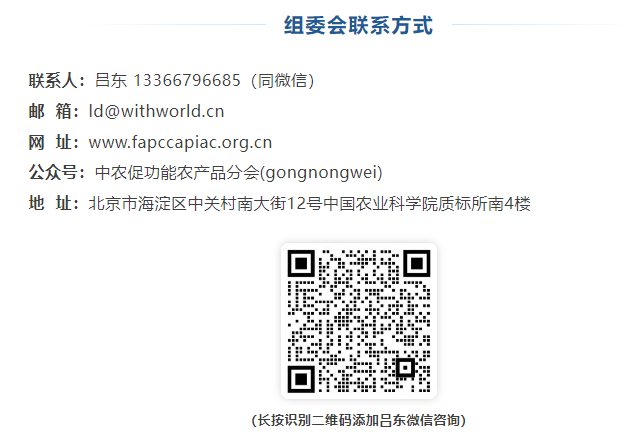 组委会联系方式
联系人：吕东 13366796685（同微信）
邮 箱：ld@withworld.cn
网 址：www.fapccapiac.org.cn
公众号：中农促功能农产品分会(gongnongwei)
地 址：北京市海淀区中关村南大街12号中国农业科学院质标所南4楼
(长按识别二维码添加吕东微信咨询)